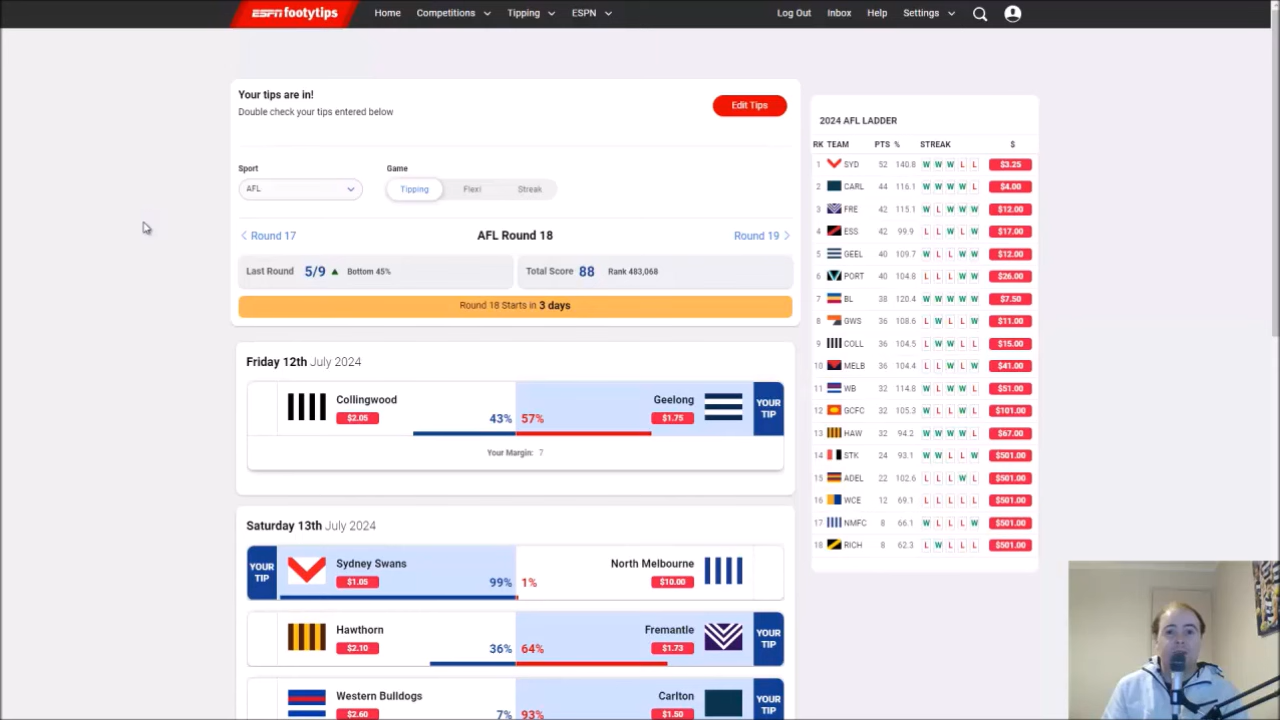 ESPN footytips
Home
Competitions
Tipping
ESPN
Log Out
Inbox
Help
Settings
Your tips are in!
Double check your tips entered below
Edit Tips
Sport
Game
AFL
Tipping
Flexi
Streak
Round 17
AFL Round 18
Round 19
Last Round 5/9 Bottom 45%
Total Score 88 Rank 483,068
Round 18 Starts in 3 days
Friday 12th July 2024
Collingwood
$2.05
43%
57%
Geelong
$1.75
YOUR
TIP
Your Margin: 7
Saturday 13th July 2024
YOUR
TIP
Sydney Swans
$1.05
99%
1%
North Melbourne
$10.00
Hawthorn
$2.10
36%
64%
Fremantle
$1.73
YOUR
TIP
Western Bulldogs
$2.60
7%
93%
Carlton
$1.50
YOUR
TIP
2024 AFL LADDER
RK TEAM PTS % STREAK $
1 SYD 52 140.8 W W W L L $3.25
2 CARL 44 116.1 W W W W L $4.00
3 FRE 42 115.1 W L W W W $12.00
4 ESS 42 99.9 L L W L W $17.00
5 GEEL 40 109.7 W L L W W $12.00
6 PORT 40 104.8 L L L W W $26.00
7 BL 38 120.4 W W W W W $7.50
8 GWS 36 108.6 L W L L W $11.00
9 COLL 36 104.5 L W W L L $15.00
10 MELB 36 104.4 L L W L W $41.00
11 WB 32 114.8 W L W W L $51.00
12 GCFC 32 105.3 W L L W L $101.00
13 HAW 32 94.2 W W W W L $67.00
14 STK 24 93.1 W W L L W $501.00
15 ADEL 22 102.6 L L L W L $501.00
16 WCE 12 69.1 L L L L L $501.00
17 NMFC 8 66.1 W L L L W $501.00
18 RICH 8 62.3 L W L L L $501.00